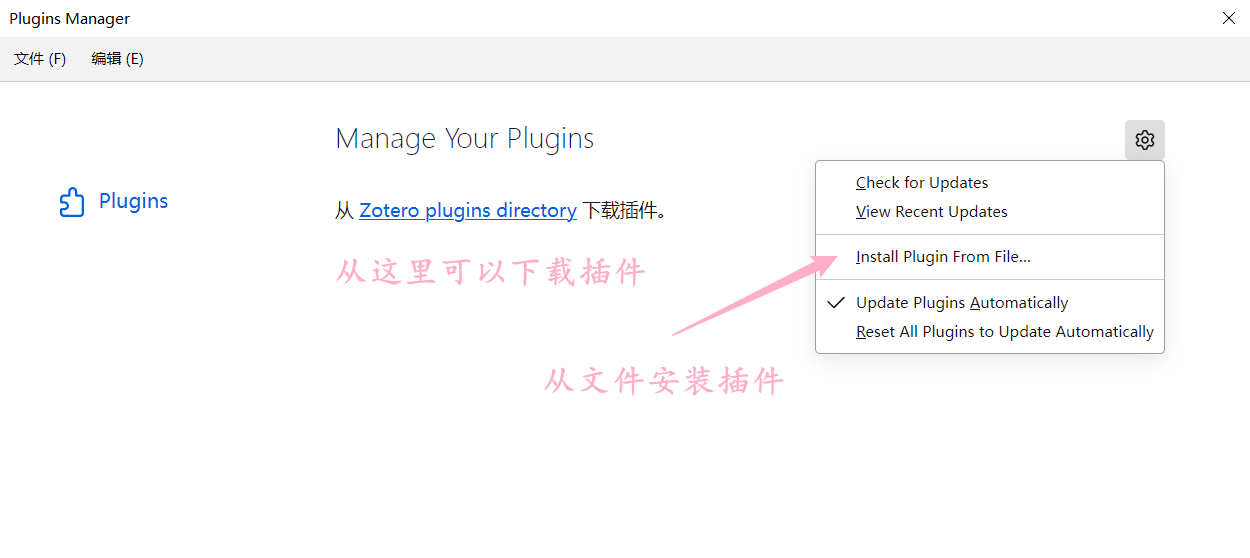 Plugins Manager
文件 (F) 编辑 (E)
Manage Your Plugins
Plugins
从 Zotero plugins directory 下载插件。
从这里可以下载插件
从文件安装插件
Check for Updates
View Recent Updates
Install Plugin From File...
Update Plugins Automatically
Reset All Plugins to Update Automatically